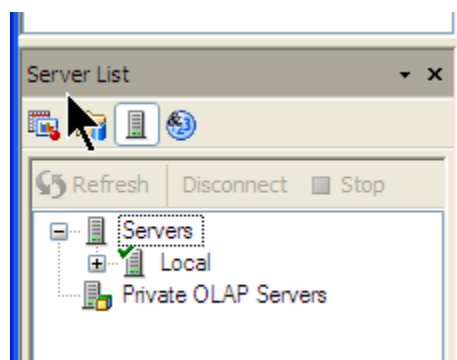 Server List
Refresh Disconnect Stop
Servers
Local
Private OLAP Servers